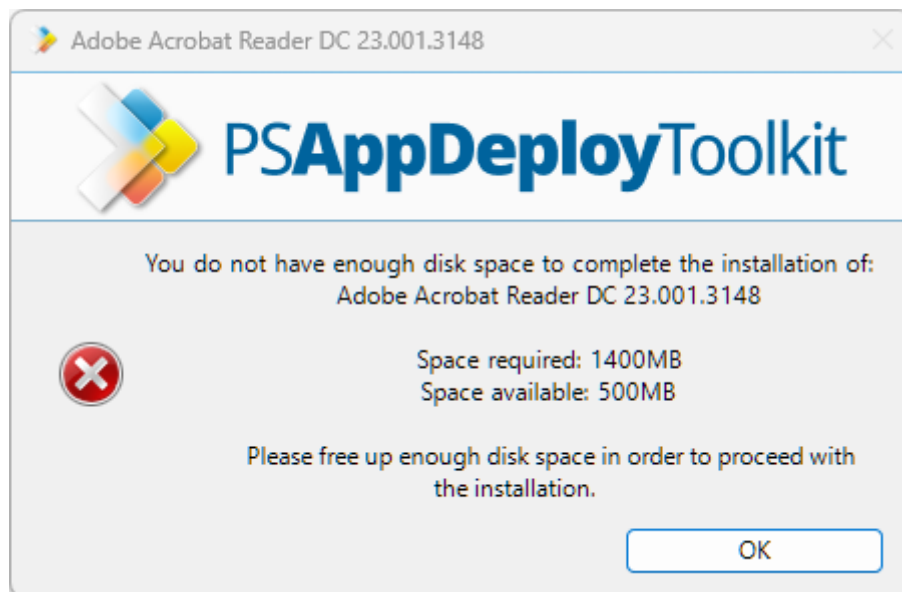 Adobe Acrobat Reader DC 23.001.3148
PSAppDeployToolkit
You do not have enough disk space to complete the installation of:
Adobe Acrobat Reader DC 23.001.3148
Space required: 1400MB
Space available: 500MB
Please free up enough disk space in order to proceed with
the installation.
OK